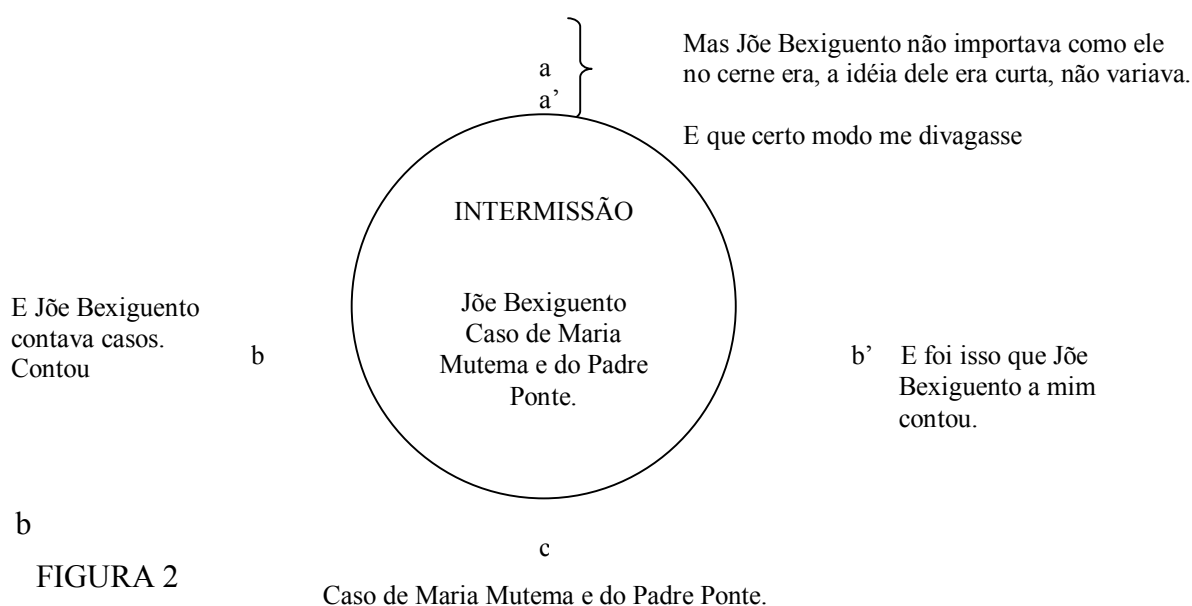 a
a’
Mas Jõe Bexiguento não importava como ele
no cerne era, a idéia dele era curta, não variava.
E que certo modo me divagasse
INTERMISSÃO
Jõe Bexiguento
Caso de Maria
Mutema e do Padre
Ponte.
E Jõe Bexiguento
contava casos.
Contou
b
b’
E foi isso que Jõe
Bexiguento a mim
contou.
b
FIGURA 2
c
Caso de Maria Mutema e do Padre Ponte.